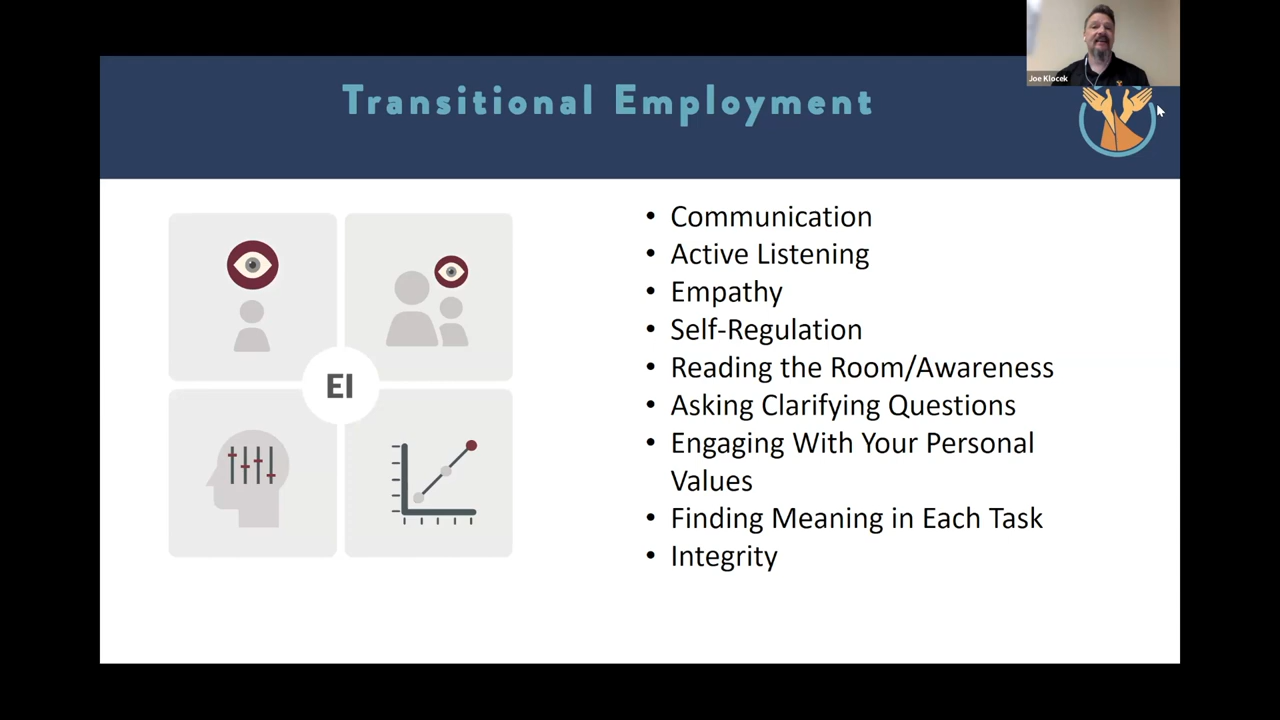 Joe Klocek
Transitional Employment
EI
• Communication
• Active Listening
• Empathy
• Self-Regulation
• Reading the Room/Awareness
• Asking Clarifying Questions
• Engaging With Your Personal
Values
• Finding Meaning in Each Task
• Integrity